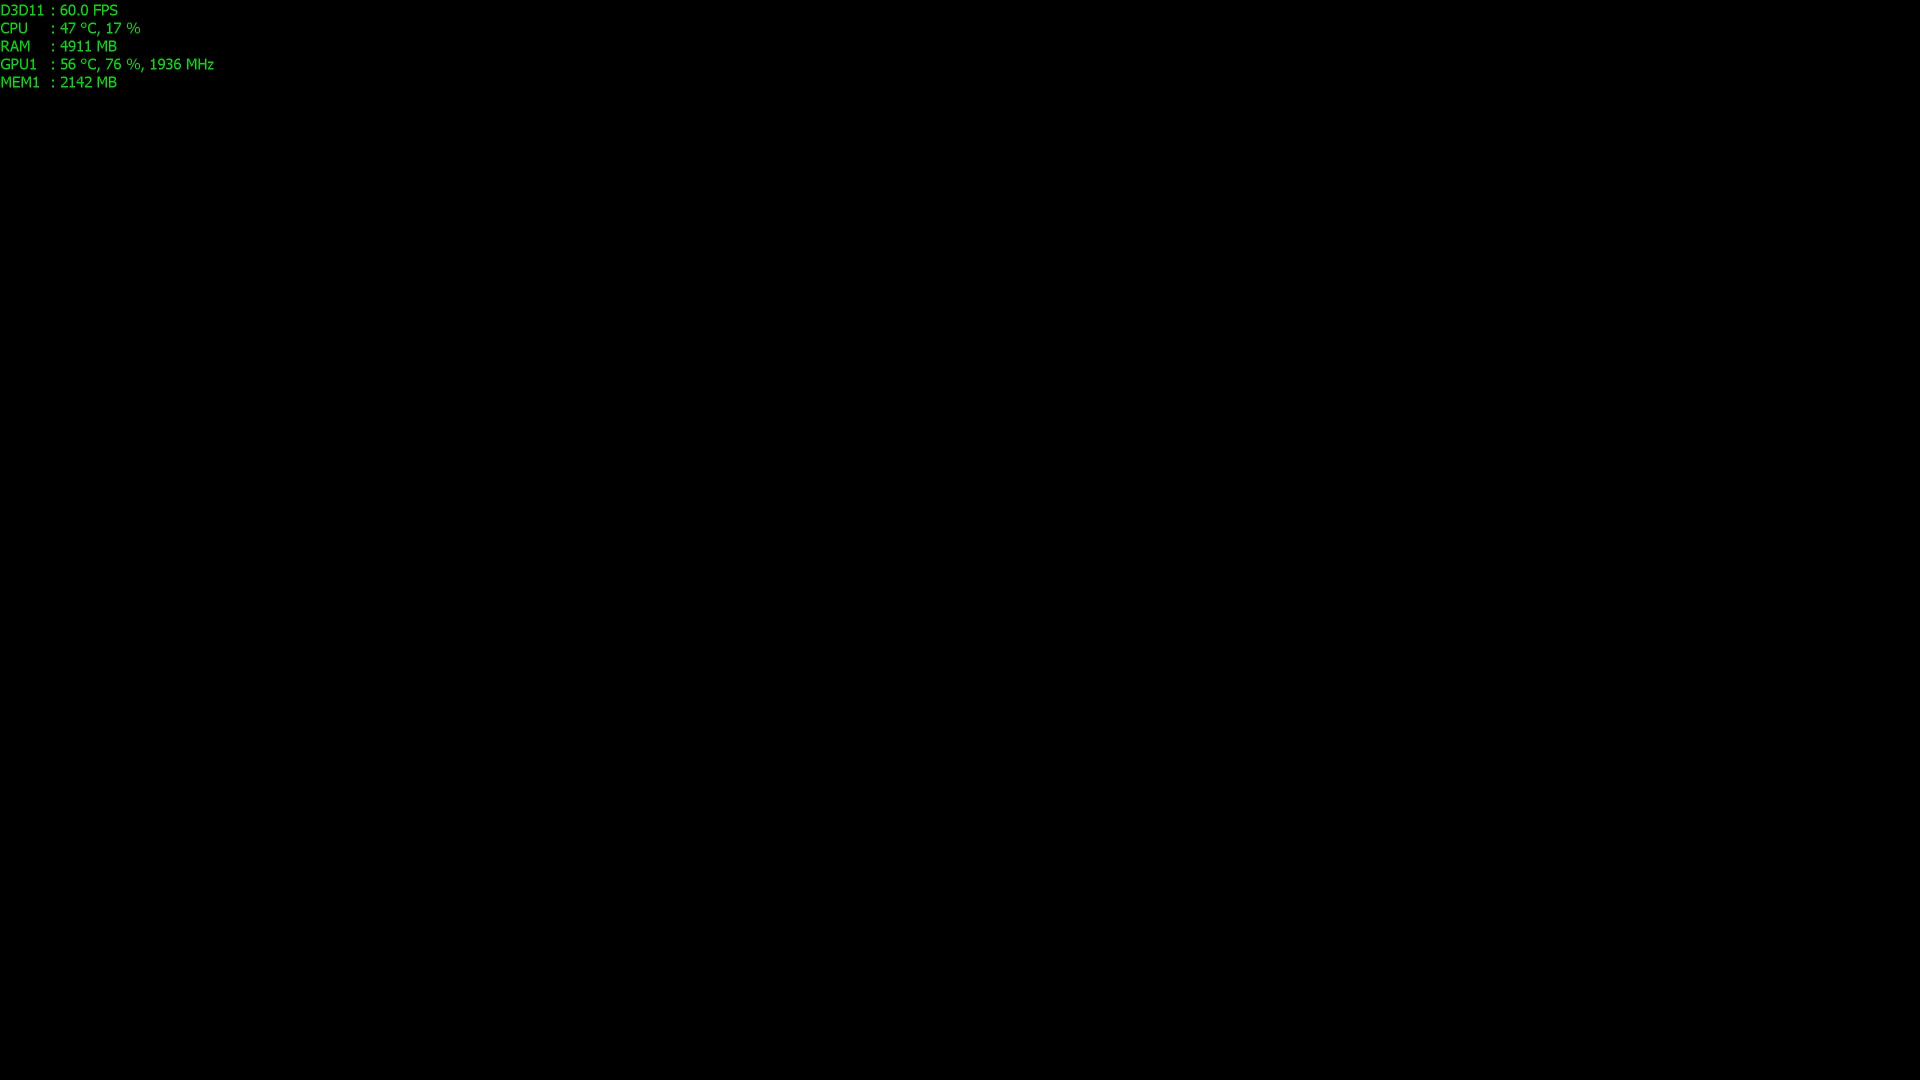 D3D11 : 60.0 FPS
CPU : 47 °C, 17 %
RAM : 4911 MB
GPU1 : 56 °C, 76 %, 1936 MHz
MEM1 : 2142 MB